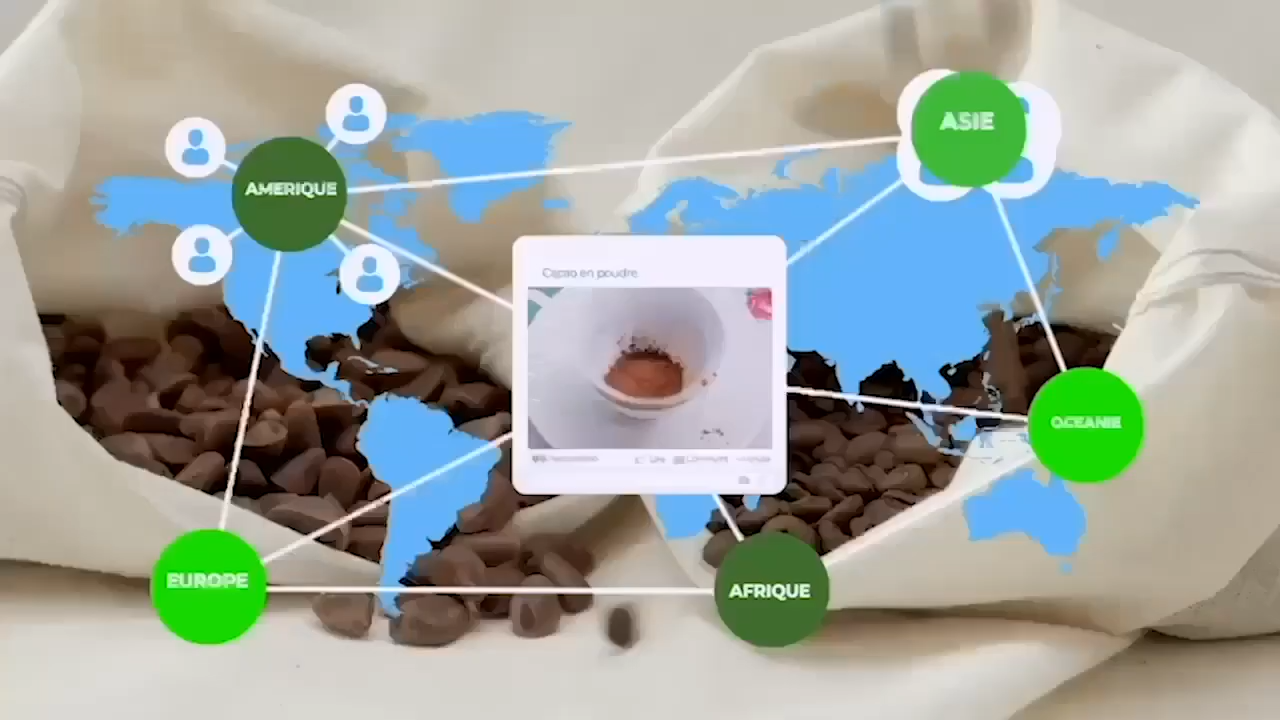 ASIE
AMERIQUE
Cacao en poudre
OCEANIE
EUROPE
AFRIQUE